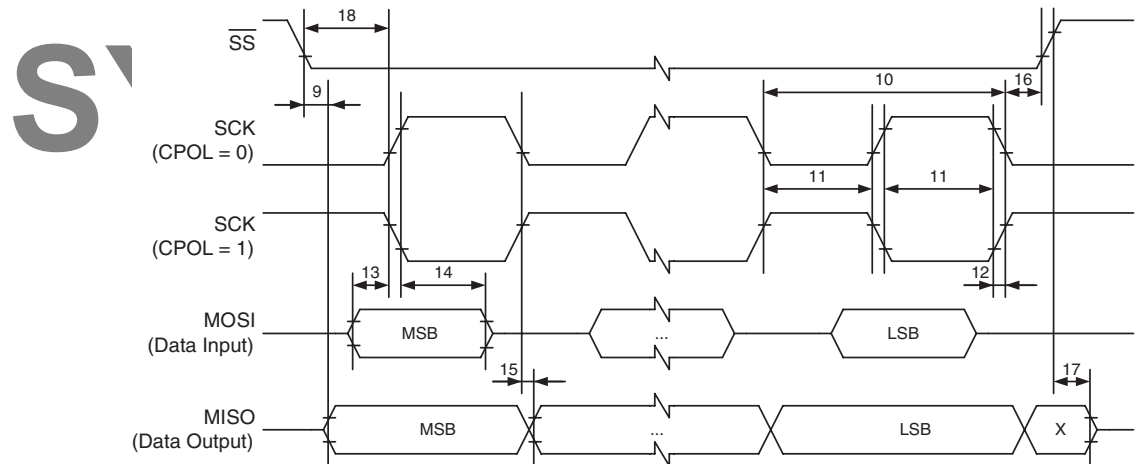 S
18
SS
10
16
9
SCK
(CPOL = 0)
11
11
SCK
(CPOL = 1)
13
14
12
MOSI
(Data Input)
MSB
...
LSB
15
17
MISO
(Data Output)
MSB
...
LSB
X